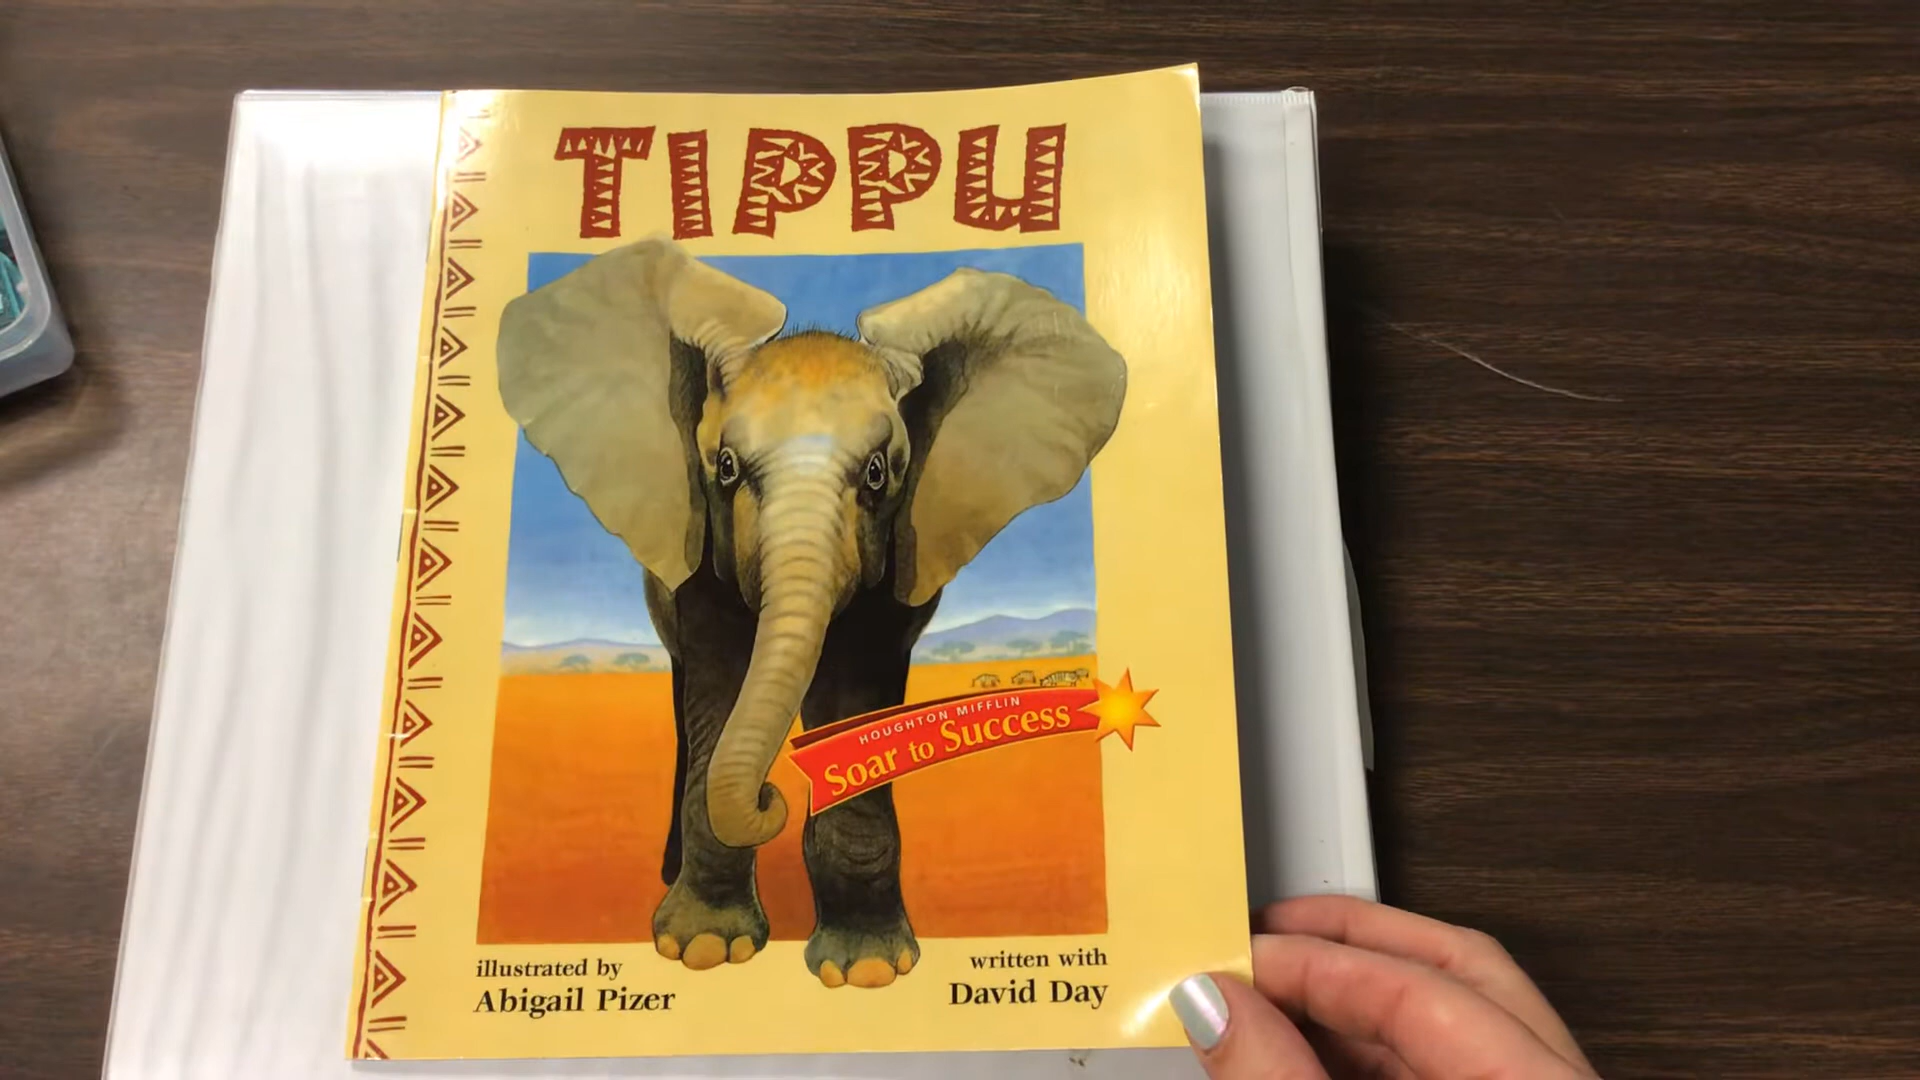 TIPPU
HOUGHTON MIFFLIN
Soar to Success
illustrated by
Abigail Pizer
written with
David Day